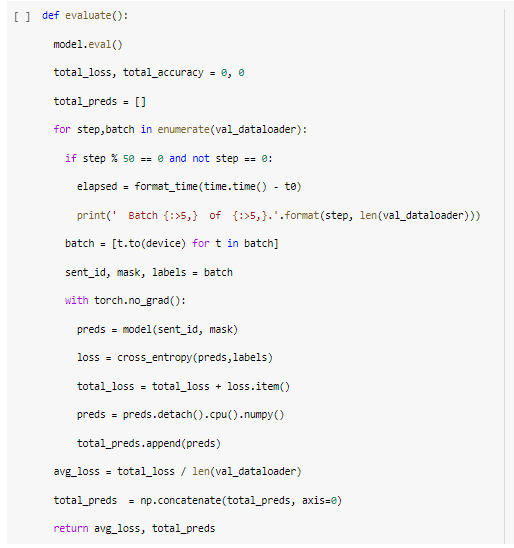 [ ] def evaluate():
model.eval()
total_loss, total_accuracy = 0, 0
total_preds = []
for step,batch in enumerate(val_dataloader):
if step % 50 == 0 and not step == 0:
elapsed = format_time(time.time() - t0)
print('  Batch {:>5,}  of  {:>5,}.'.format(step, len(val_dataloader)))
batch = [t.to(device) for t in batch]
sent_id, mask, labels = batch
with torch.no_grad():
preds = model(sent_id, mask)
loss = cross_entropy(preds,labels)
total_loss = total_loss + loss.item()
preds = preds.detach().cpu().numpy()
total_preds.append(preds)
avg_loss = total_loss / len(val_dataloader)
total_preds  = np.concatenate(total_preds, axis=0)
return avg_loss, total_preds